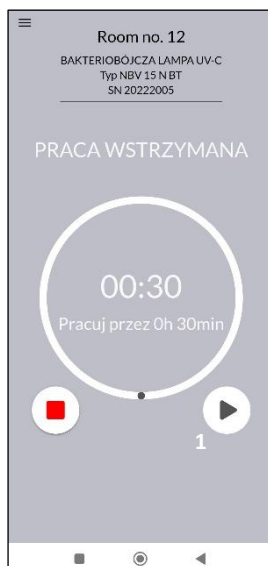 Room no. 12
BAKTERIOBÓJCZA LAMPA UV-C
Typ NBV 15 N BT
SN 20222005
PRACA WSTRZYMANA
00:30
Pracuj przez 0h 30min
1